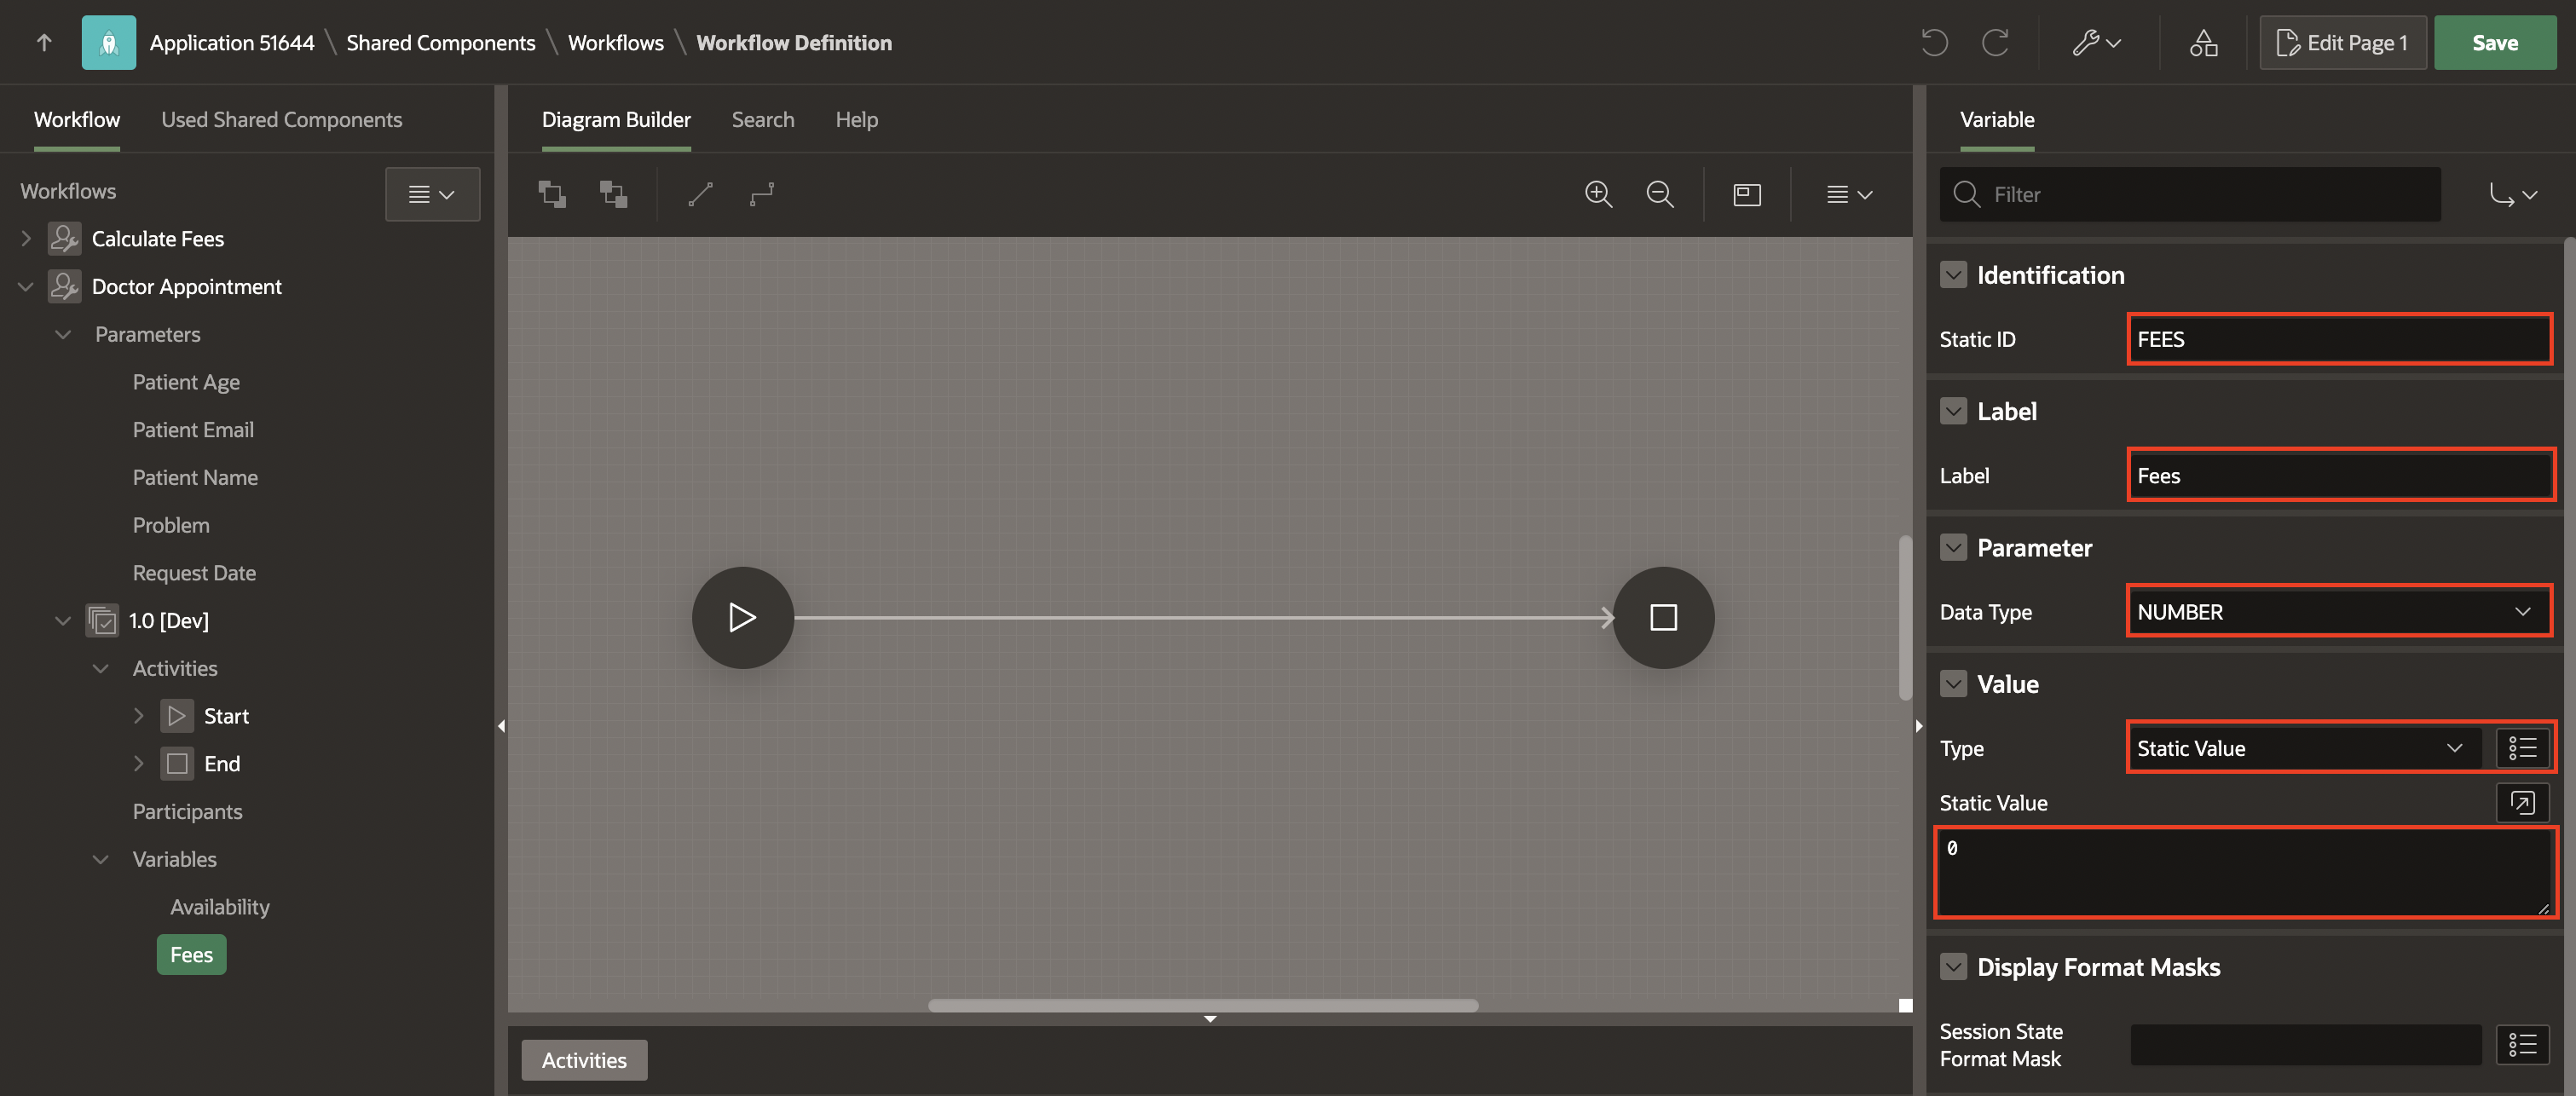 Application 51644 \ Shared Components \ Workflows \ Workflow Definition
Edit Page 1
Save
Workflow
Used Shared Components
Workflows
Calculate Fees
Doctor Appointment
Parameters
Patient Age
Patient Email
Patient Name
Problem
Request Date
1.0 [Dev]
Activities
Start
End
Participants
Variables
Availability
Fees
Diagram Builder
Search
Help
Activities
Variable
Filter
Identification
Static ID
FEES
Label
Label
Fees
Parameter
Data Type
NUMBER
Value
Type
Static Value
Static Value
0
Display Format Masks
Session State
Format Mask